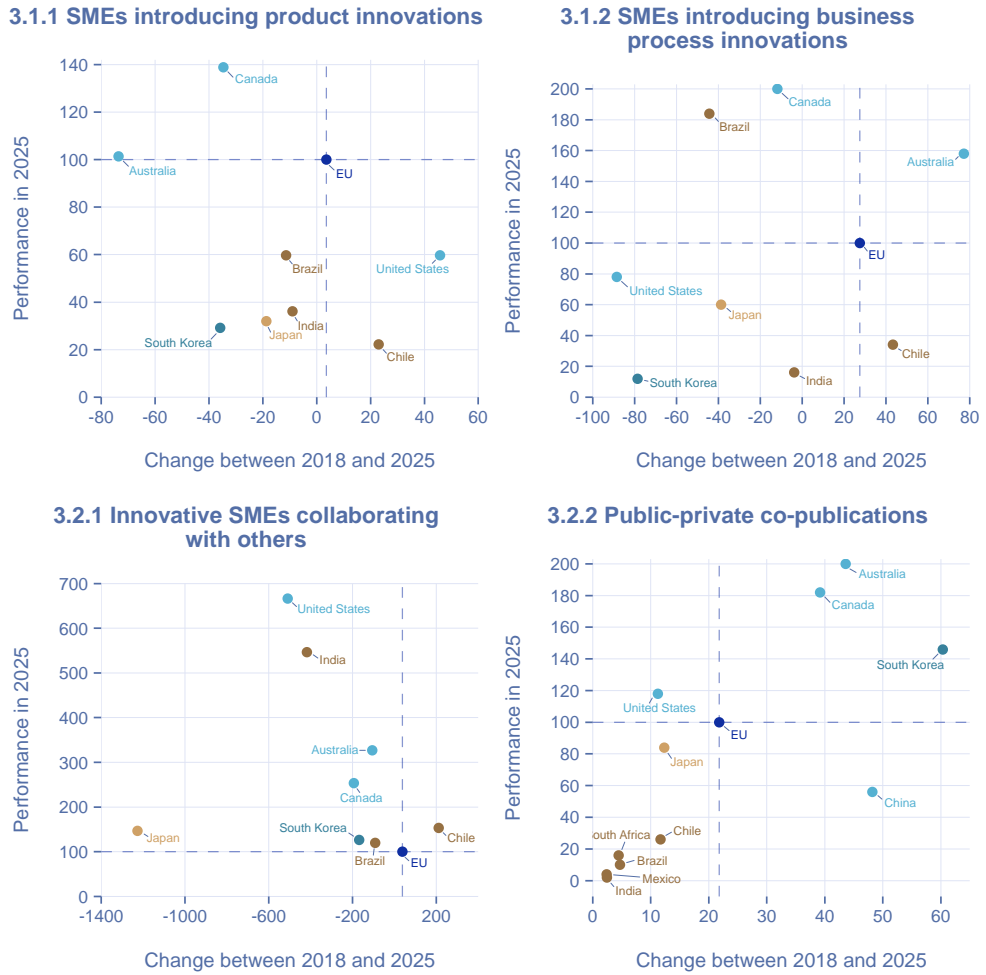 3.1.1 SMEs introducing product innovations
140
120
100
80
60
40
20
0
-80
-60
-40
-20
0
20
40
60
Performance in 2025
Change between 2018 and 2025
Canada
Australia
EU
Brazil
United States
India
Japan
South Korea
Chile
3.1.2 SMEs introducing business
process innovations
200
180
160
140
120
100
80
60
40
20
0
-100
-80
-60
-40
-20
0
20
40
60
80
Performance in 2025
Change between 2018 and 2025
Canada
Brazil
Australia
EU
United States
Japan
Chile
India
South Korea
3.2.1 Innovative SMEs collaborating
with others
700
600
500
400
300
200
100
0
-1400
-1000
-600
-200
200
Performance in 2025
Change between 2018 and 2025
United States
India
Australia
Canada
South Korea
Japan
Chile
Brazil
EU
3.2.2 Public-private co-publications
200
180
160
140
120
100
80
60
40
20
0
0
10
20
30
40
50
60
Performance in 2025
Change between 2018 and 2025
Australia
Canada
South Korea
United States
EU
Japan
China
outh Africa
Chile
Brazil
Mexico
India